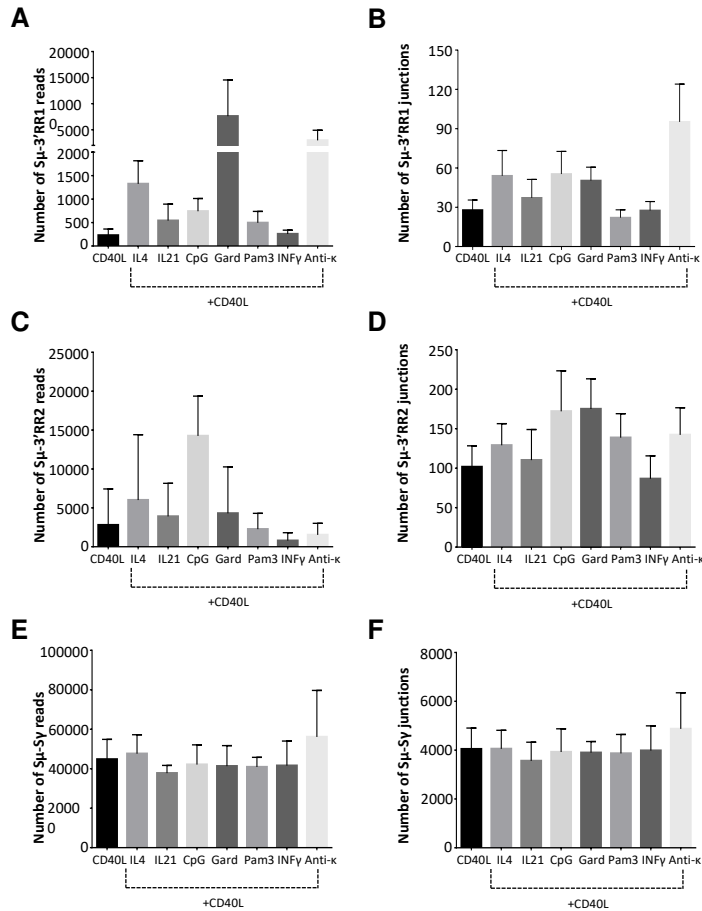 A
Number of Sμ-3'RR1 reads
20000
15000
1000
0
5000
2000
1500
1000
500
0
CD40L IL4 IL21 CpG Gard Pam3 INFγ Anti-κ
+CD40L
B
Number of Sμ-3'RR1 junctions
150
120
90
60
30
0
CD40L IL4 IL21 CpG Gard Pam3 INFγ Anti-κ
+CD40L
C
Number of Sμ-3'RR2 reads
25000
20000
15000
10000
5000
0
CD40L IL4 IL21 CpG Gard Pam3 INFγ Anti-κ
+CD40L
D
Number of Sμ-3'RR2 junctions
250
200
150
100
50
0
CD40L IL4 IL21 CpG Gard Pam3 INFγ Anti-κ
+CD40L
E
Number of Sμ-Sγ reads
100000
80000
60000
40000
2000
0
0
CD40L IL4 IL21 CpG Gard Pam3 INFγ Anti-κ
+CD40L
F
Number of Sμ-Sγ junctions
8000
6000
4000
2000
0
CD40L IL4 IL21 CpG Gard Pam3 INFγ Anti-κ
+CD40L